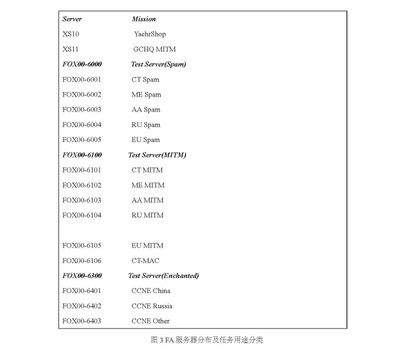 Server Mission
XS10 YachtShop
XS11 GCHQ MITM
FOX00-6000 Test Server(Spam)
FOX00-6001 CT Spam
FOX00-6002 ME Spam
FOX00-6003 AA Spam
FOX00-6004 RU Spam
FOX00-6005 EU Spam
FOX00-6100 Test Server(MITM)
FOX00-6101 CT MITM
FOX00-6102 ME MITM
FOX00-6103 AA MITM
FOX00-6104 RU MITM
FOX00-6105 EU MITM
FOX00-6106 CT-MAC
FOX00-6300 Test Server(Enchanted)
FOX00-6401 CCNE China
FOX00-6402 CCNE Russia
FOX00-6403 CCNE Other
图 3 FA 服务器分布及任务用途分类